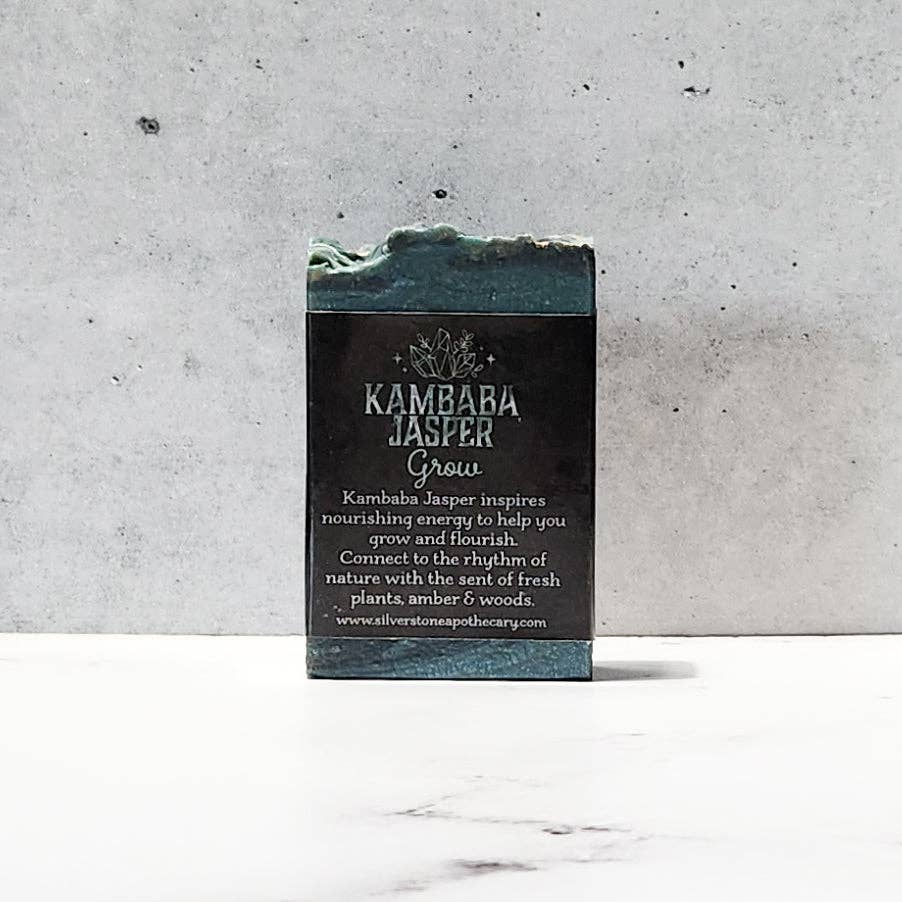 KAMBABA
JASPER
Grow
Kambaba Jasper inspires
nourishing energy to help you
grow and flourish.
Connect to the rhythm of
nature with the sent of fresh
plants, amber & woods.
www.silverstoneapothecary.com